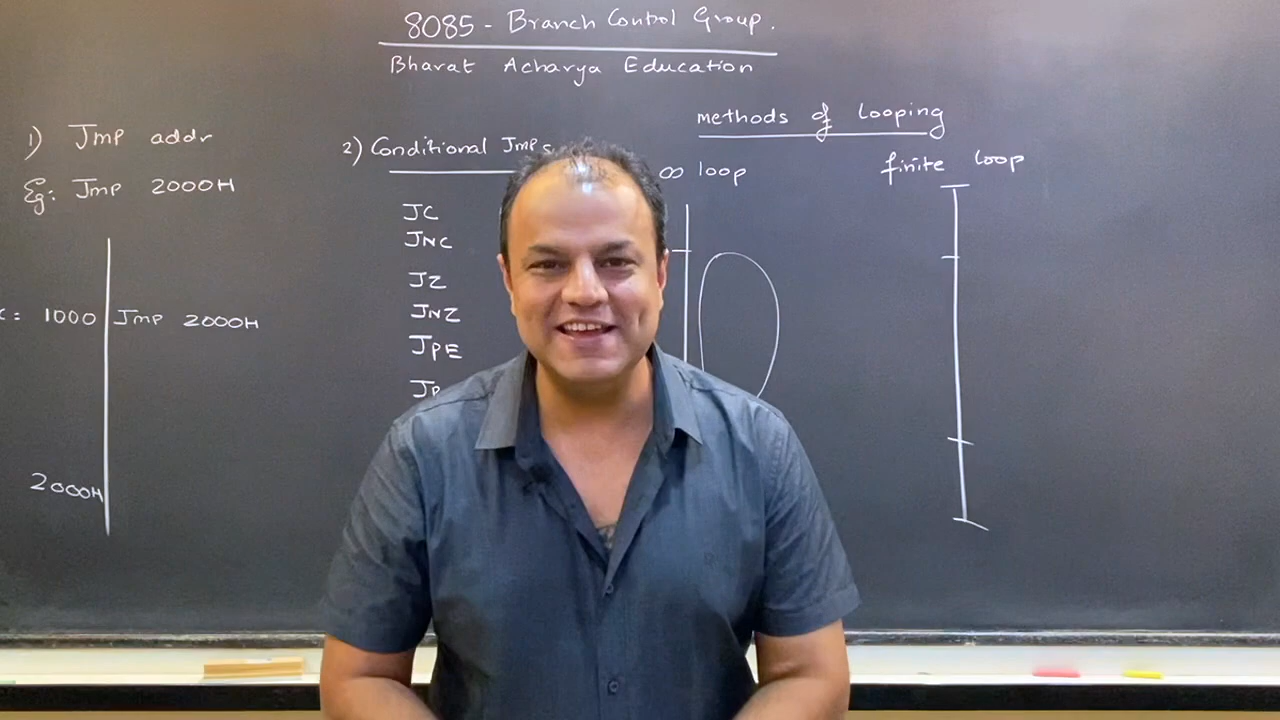 8085 - Branch Control Group.
Bharat Acharya Education
1) Jmp addr
Eg: Jmp 2000H
1000 Jmp 2000H
2000H
2) Conditional Jmps
JC
JNC
JZ
JNZ
JPE
methods of Looping
∞ loop
finite loop